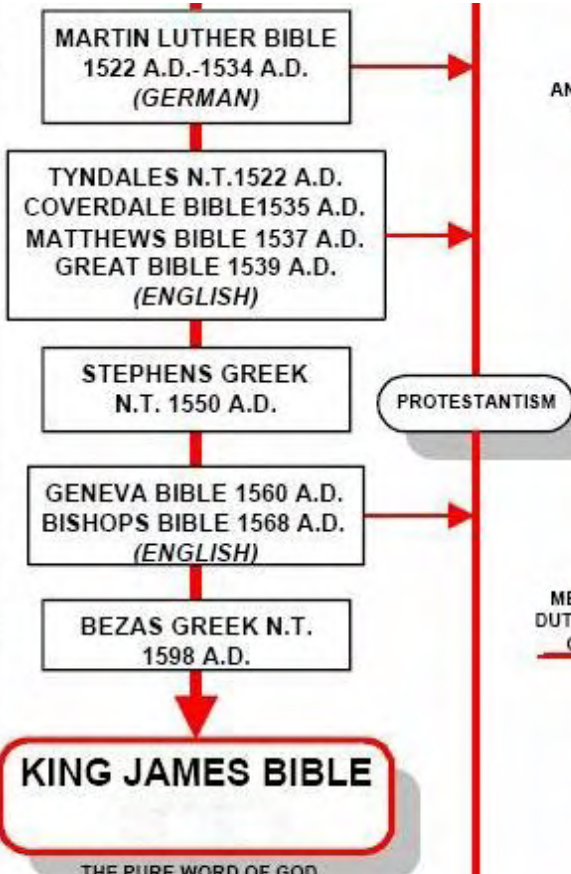 MARTIN LUTHER BIBLE
1522 A.D.-1534 A.D.
(GERMAN)
TYNDALES N.T.1522 A.D.
COVERDALE BIBLE1535 A.D.
MATTHEWS BIBLE 1537 A.D.
GREAT BIBLE 1539 A.D.
(ENGLISH)
STEPHENS GREEK
N.T. 1550 A.D.
PROTESTANTISM
GENEVA BIBLE 1560 A.D.
BISHOPS BIBLE 1568 A.D.
(ENGLISH)
BEZAS GREEK N.T.
1598 A.D.
KING JAMES BIBLE
THE PURE WORD OF GOD